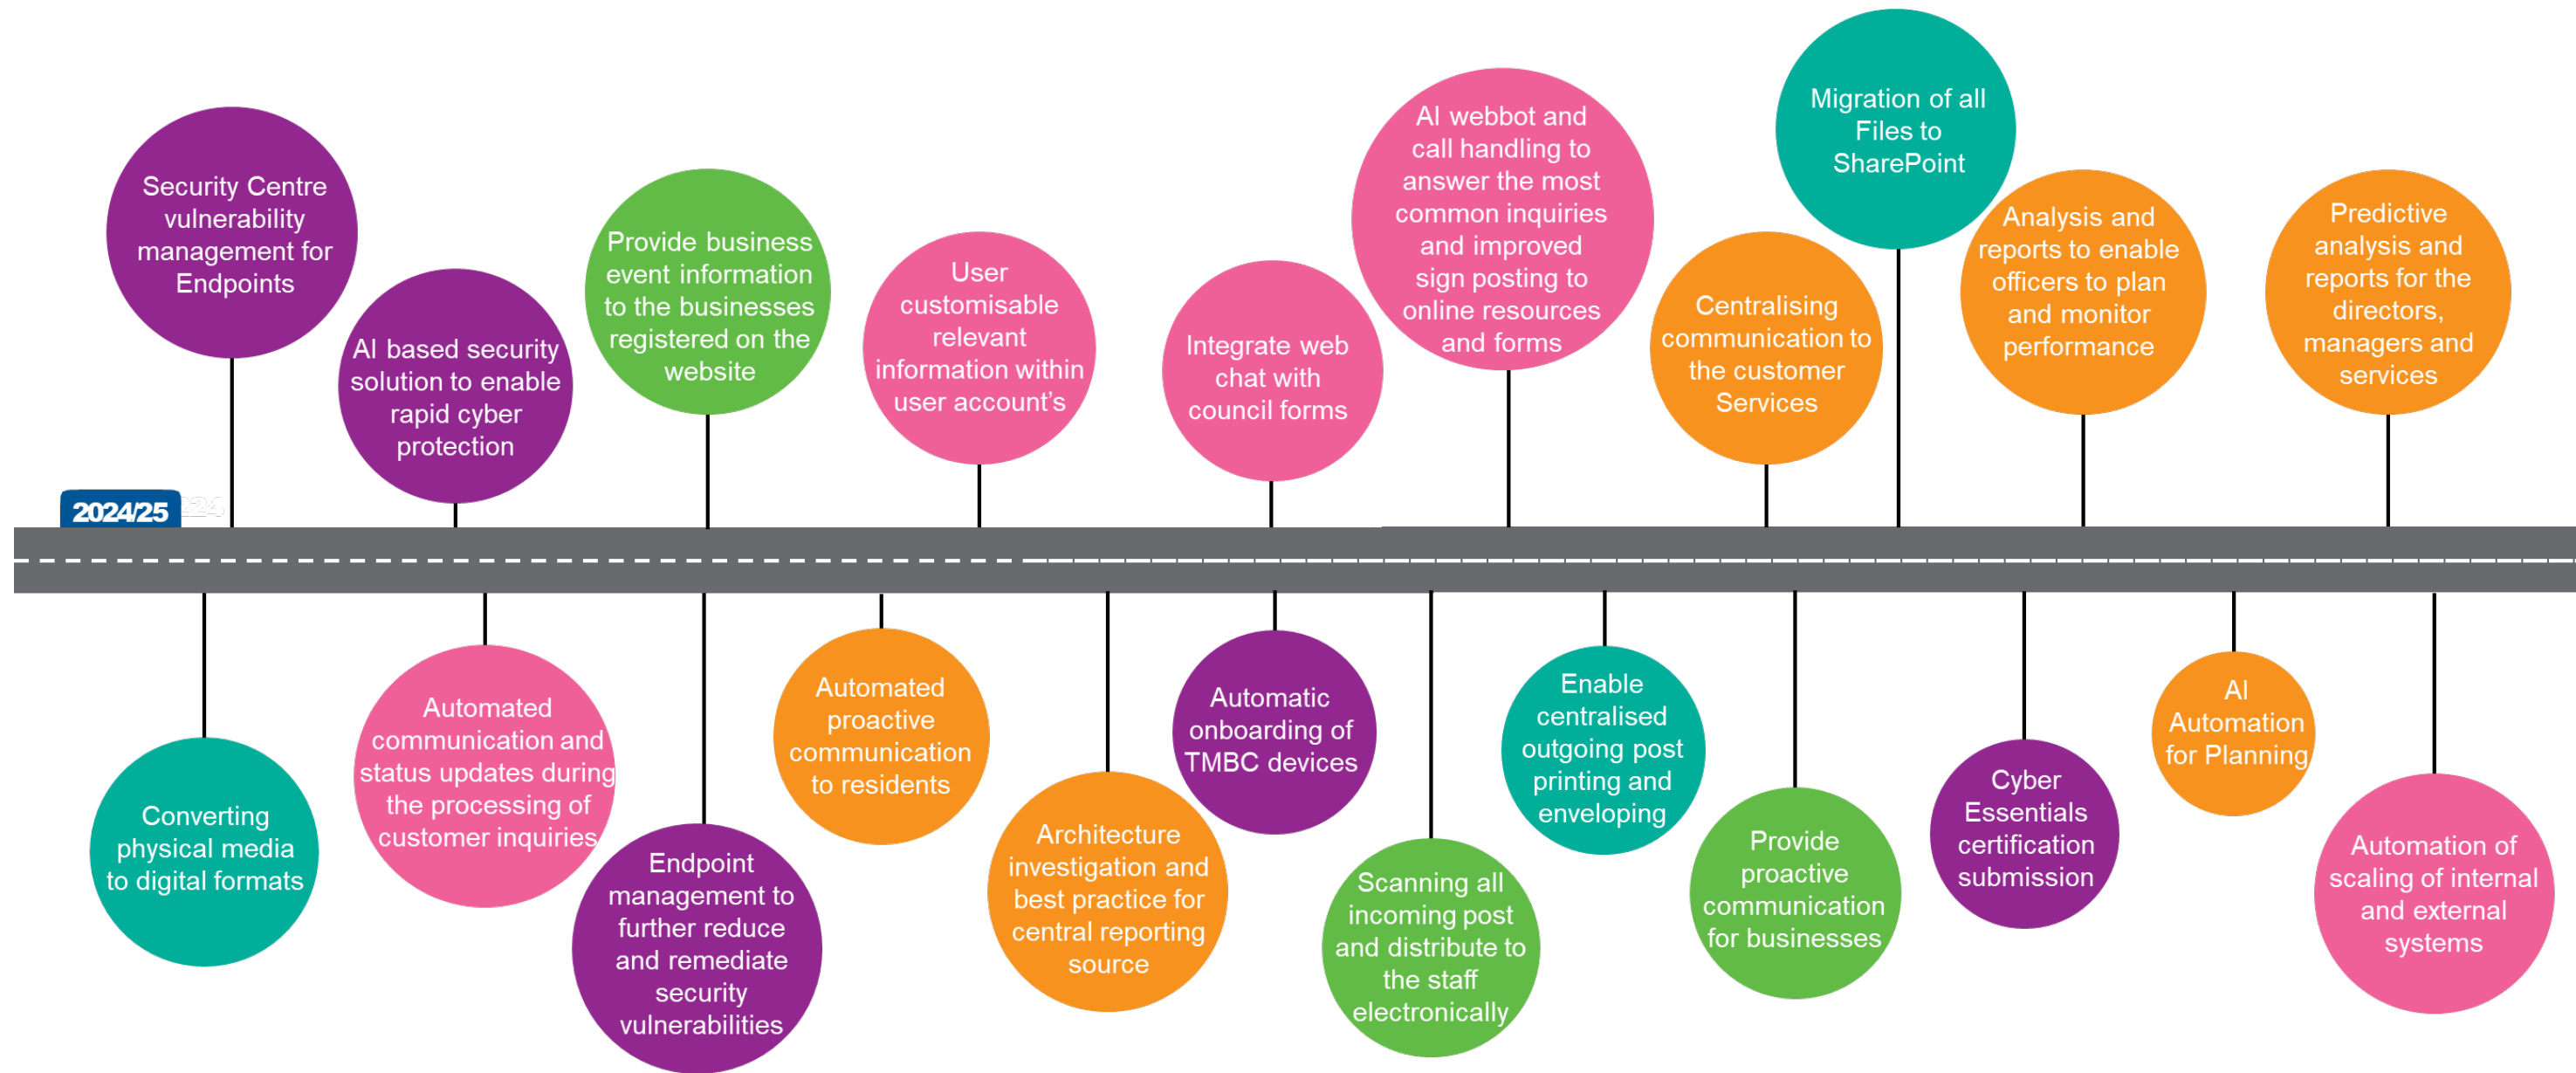 Security Centre
vulnerability
management for
Endpoints
AI based security
solution to enable
rapid cyber
protection
Provide business
event information
to the businesses
registered on the
website
User
customisable
relevant
information within
user account’s
Integrate web
chat with
council forms
AI webbot and
call handling to
answer the most
common inquiries
and improved
sign posting to
online resources
and forms
Centralising
communication to
the customer
Services
Migration of all
Files to
SharePoint
Analysis and
reports to enable
officers to plan
and monitor
performance
Predictive
analysis and
reports for the
directors,
managers and
services
2024/25
Converting
physical media
to digital formats
Automated
communication and
status updates during
the processing of
customer inquiries
Endpoint
management to
further reduce
and remediate
security
vulnerabilities
Automated
proactive
communication
to residents
Architecture
investigation and
best practice for
central reporting
source
Automatic
onboarding of
TMBC devices
Scanning all
incoming post
and distribute to
the staff
electronically
Enable
centralised
outgoing post
printing and
enveloping
Provide
proactive
communication
for businesses
Cyber
Essentials
certification
submission
AI
Automation
for Planning
Automation of
scaling of internal
and external
systems